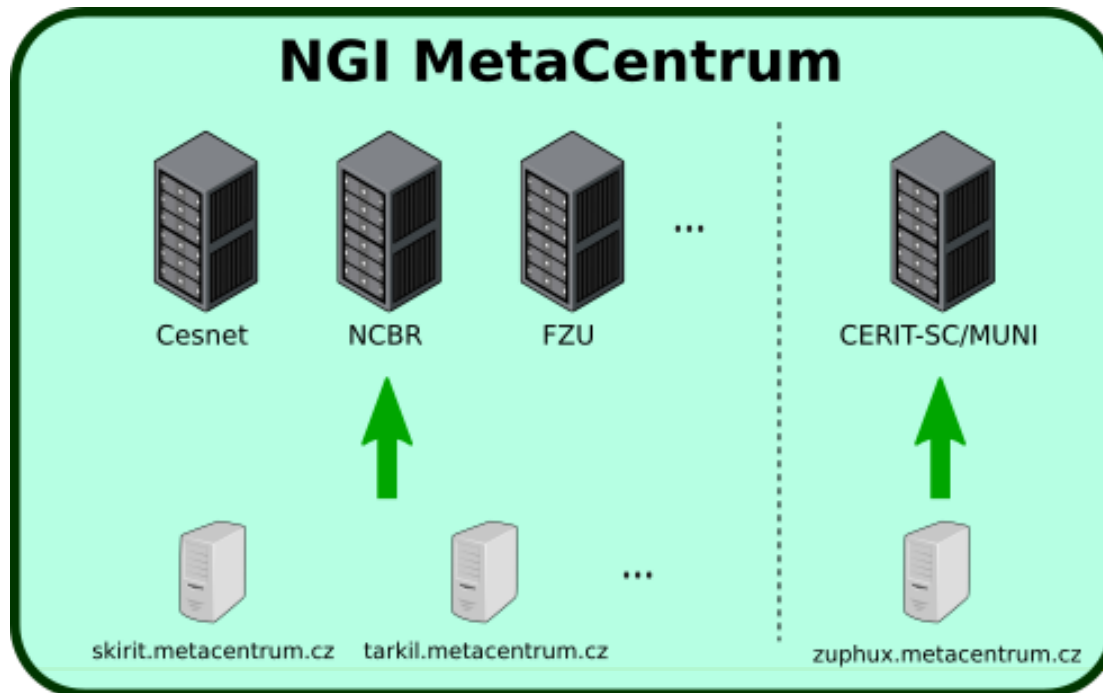 NGI MetaCentrum
...
Cesnet NCBR FZU CERIT-SC/MUNI
...
skirit.metacentrum.cz tarkil.metacentrum.cz zuphux.metacentrum.cz